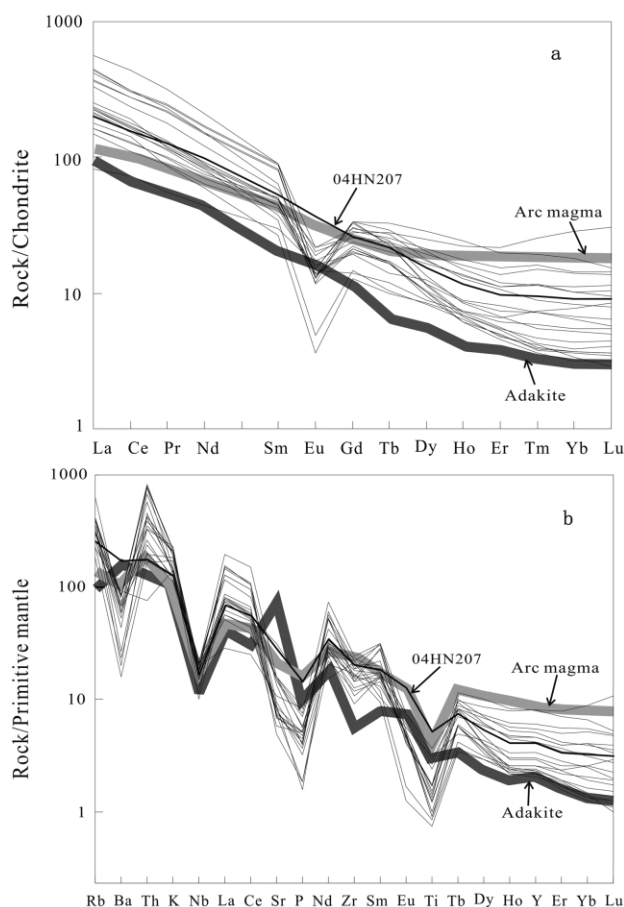 1000
a
04HN207
100
Arc magma
Rock/Chondrite
10
Adakite
1
La Ce Pr Nd Sm Eu Gd Tb Dy Ho Er Tm Yb Lu
1000
b
100
04HN207
Arc magma
Rock/Primitive mantle
10
Adakite
1
Rb Ba Th K Nb La Ce Sr P Nd Zr Sm Eu Ti Tb Dy Ho Y Er Yb Lu